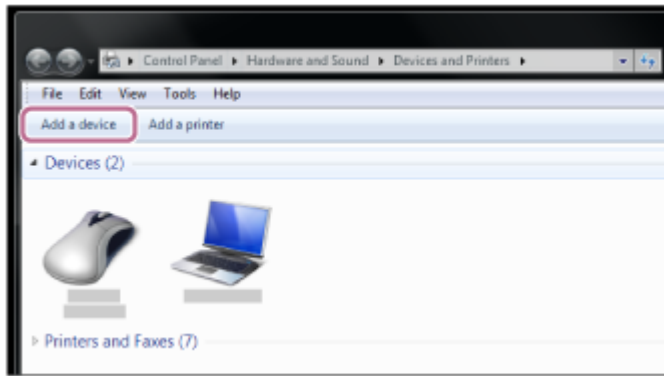 Control Panel Hardware and Sound Devices and Printers
File Edit View Tools Help
Add a device Add a printer
Devices (2)
Printers and Faxes (7)